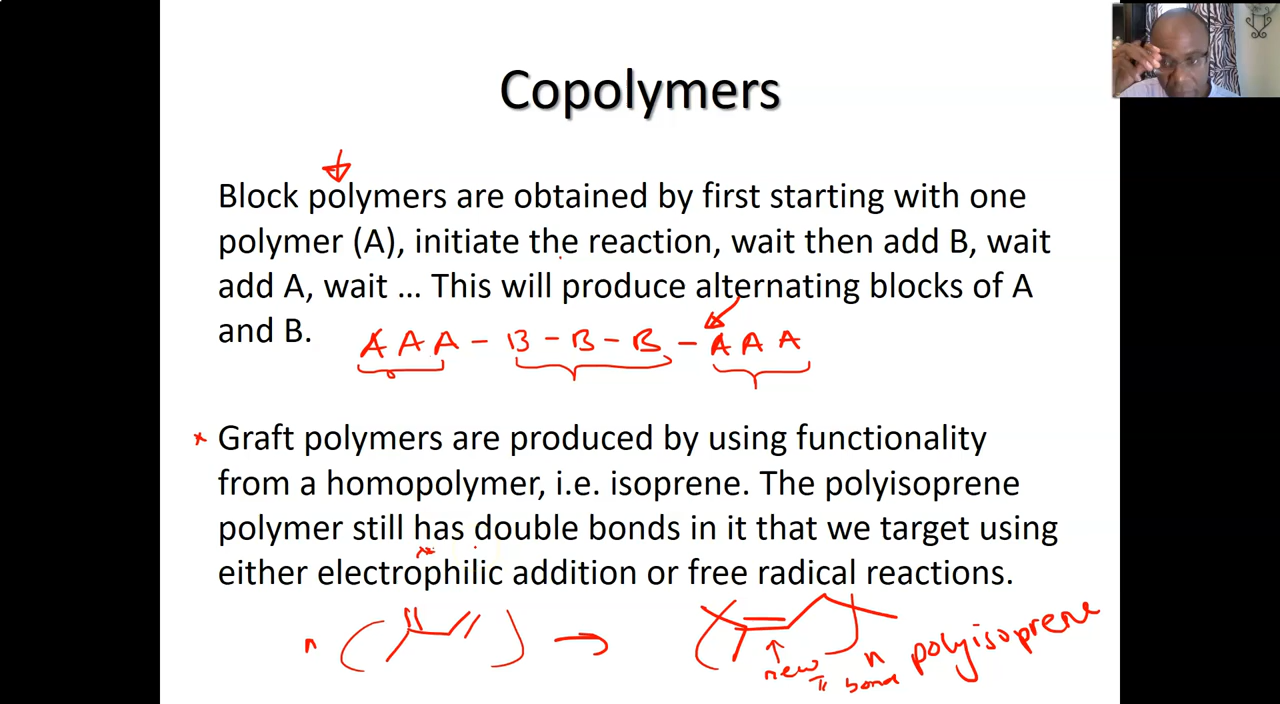 Copolymers
Block polymers are obtained by first starting with one
polymer (A), initiate the reaction, wait then add B, wait
add A, wait ... This will produce alternating blocks of A
and B.
A A A - B - B - B - A A A
Graft polymers are produced by using functionality
from a homopolymer, i.e. isoprene. The polyisoprene
polymer still has double bonds in it that we target using
either electrophilic addition or free radical reactions.
n
n polyisoprene
new
π bond